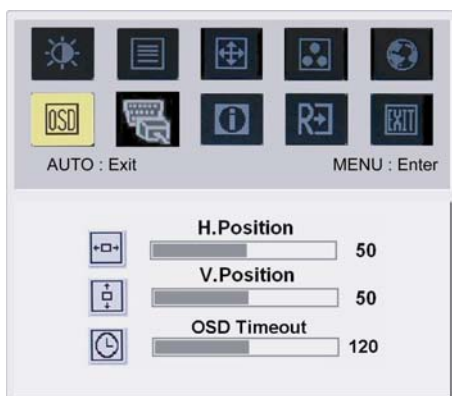 OSD
R
EXIT
AUTO : Exit MENU : Enter
H.Position
50
V.Position
50
OSD Timeout
120